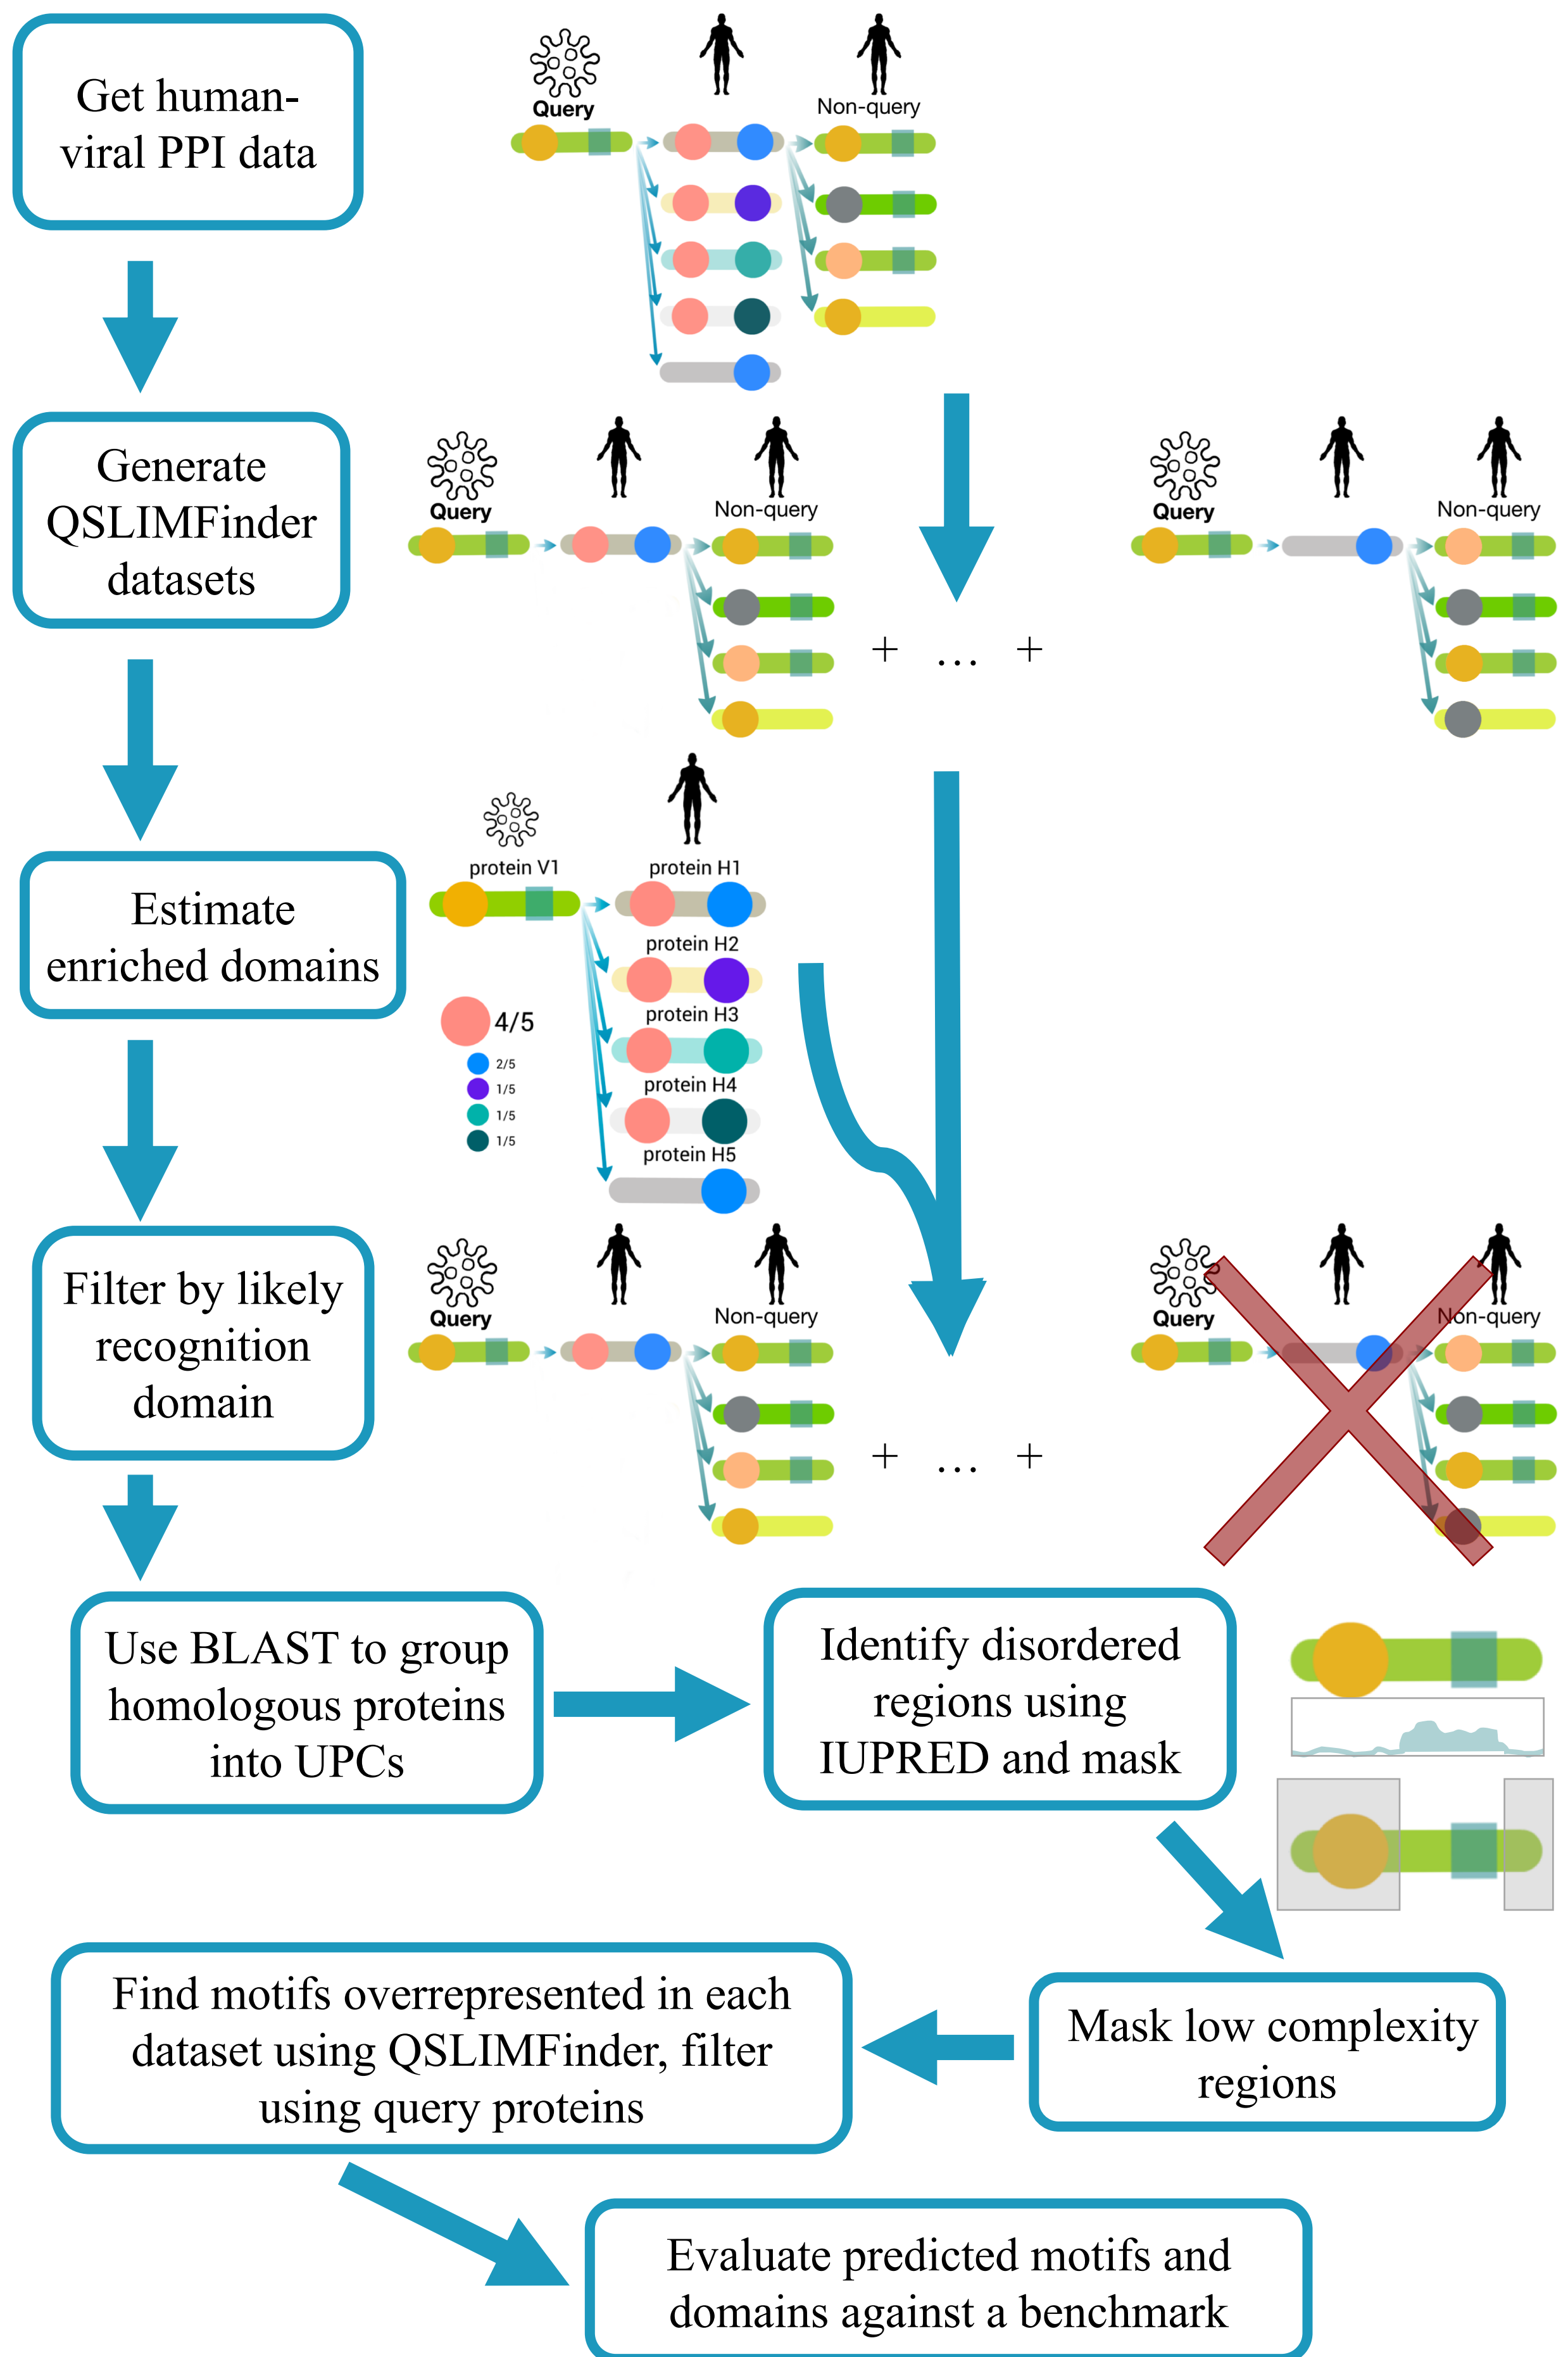 Get human-
viral PPI data
Query
Non-query
Generate
QSLIMFinder
datasets
Query
Non-query
+ ... +
Query
Non-query
Estimate
enriched domains
protein V1
protein H1
protein H2
protein H3
protein H4
protein H5
4/5
2/5
1/5
1/5
1/5
Filter by likely
recognition
domain
Query
Non-query
+ ... +
Query
Non-query
Use BLAST to group
homologous proteins
into UPCs
Identify disordered
regions using
IUPRED and mask
Mask low complexity
regions
Find motifs overrepresented in each
dataset using QSLIMFinder, filter
using query proteins
Evaluate predicted motifs and
domains against a benchmark